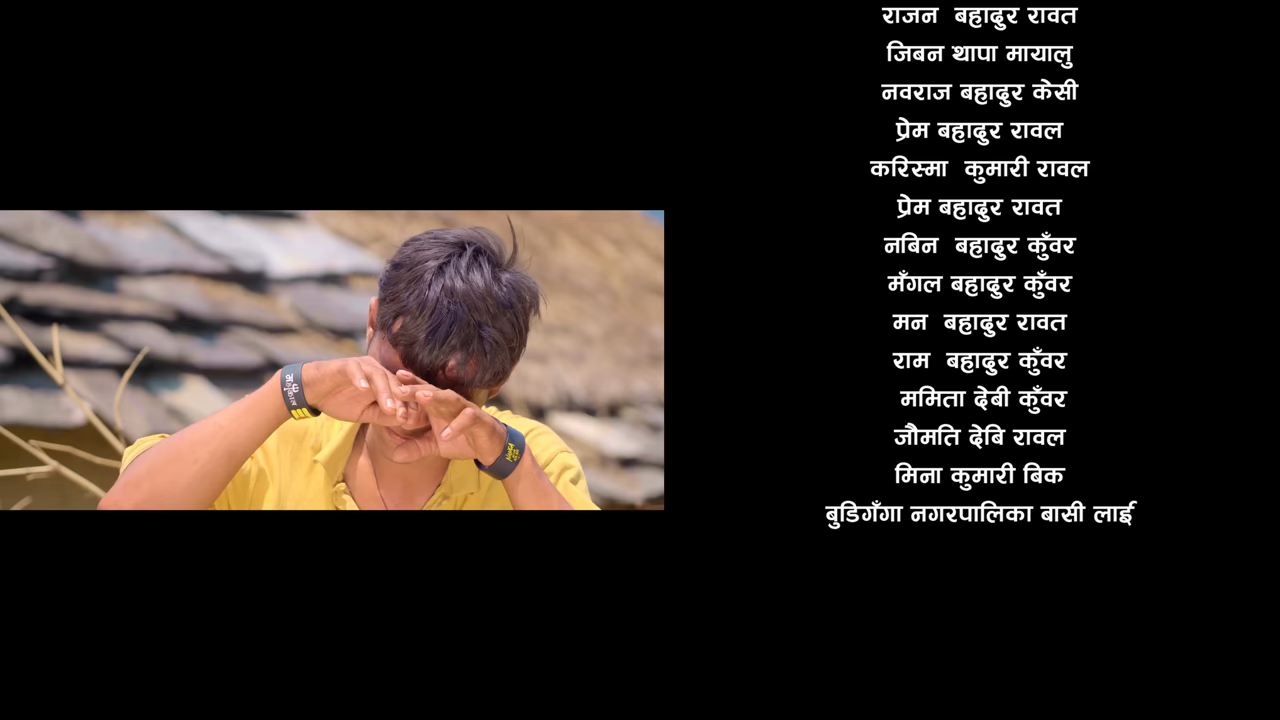 राजन बहादुर रावत
जिबन थापा मायालु
नवराज बहादुर केसी
प्रेम बहादुर रावल
करिस्मा कुमारी रावल
प्रेम बहादुर रावत
नबिन बहादुर कुँवर
मँगल बहादुर कुँवर
मन बहादुर रावत
राम बहादुर कुँवर
ममिता देबी कुँवर
जौमति देबि रावल
मिना कुमारी बिक
बुडिगँगा नगरपालिका बासी लाई